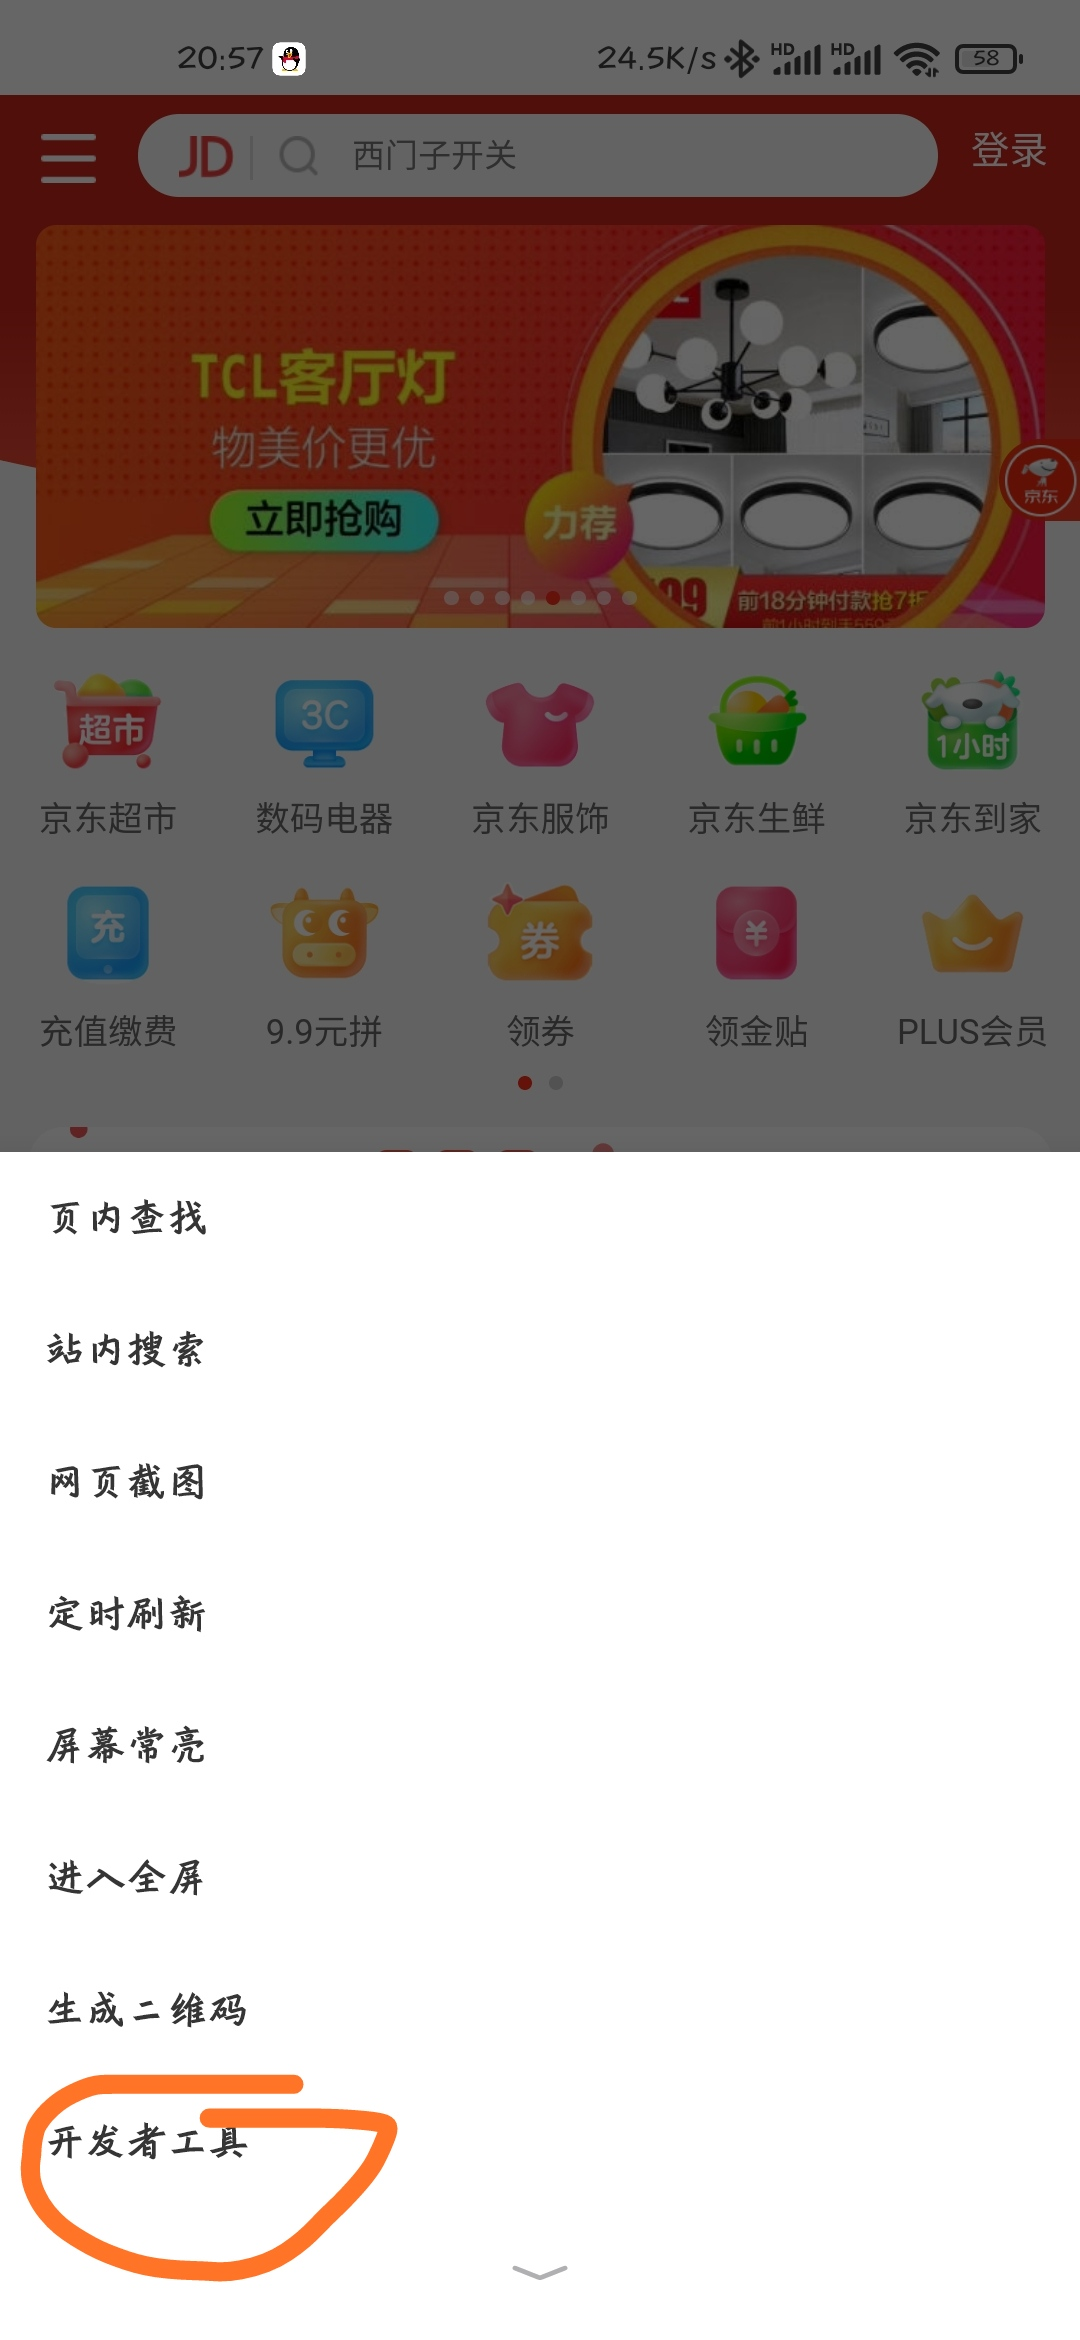 20:57 24.5K/s HD HD 58
JD 西门子开关 登录
TCL客厅灯
物美价更优
立即抢购
力荐
京东
99 前18分钟付款抢7折
超市 3C 1小时
京东超市 数码电器 京东服饰 京东生鲜 京东到家
充 券 ¥
充值缴费 9.9元拼 领券 领金贴 PLUS会员
页内查找
站内搜索
网页截图
定时刷新
屏幕常亮
进入全屏
生成二维码
开发者工具